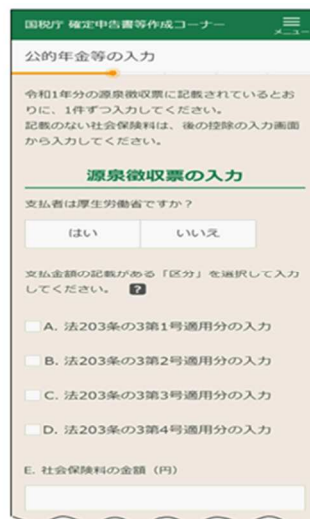 国税庁 確定申告書等作成コーナー
メニュー
公的年金等の入力
令和1年分の源泉徴収票に記載されているとお
りに、1件ずつ入力してください。
記載のない社会保険料は、後の控除の入力画面
から入力してください。
源泉徴収票の入力
支払者は厚生労働省ですか？
はい いいえ
支払金額の記載がある「区分」を選択して入力
してください。 ?
A. 法203条の3第1号適用分の入力
B. 法203条の3第2号適用分の入力
C. 法203条の3第3号適用分の入力
D. 法203条の3第4号適用分の入力
E. 社会保険料の金額（円）